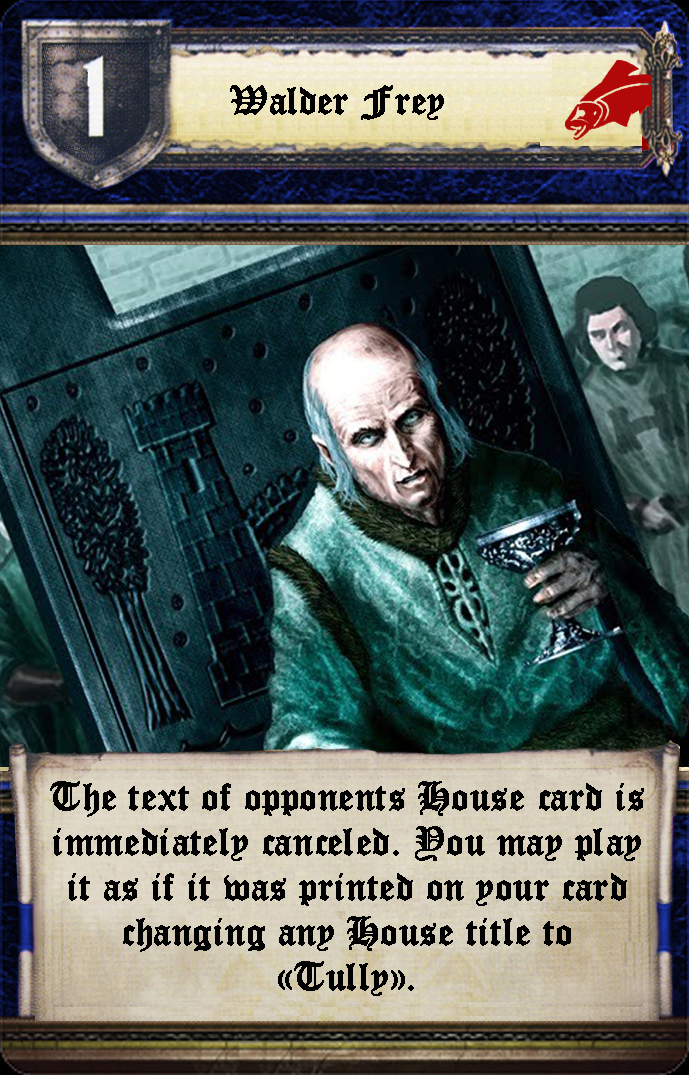 1
Walder Frey
The text of opponents House card is
immediately canceled. You may play
it as if it was printed on your card
changing any House title to
«Tully».